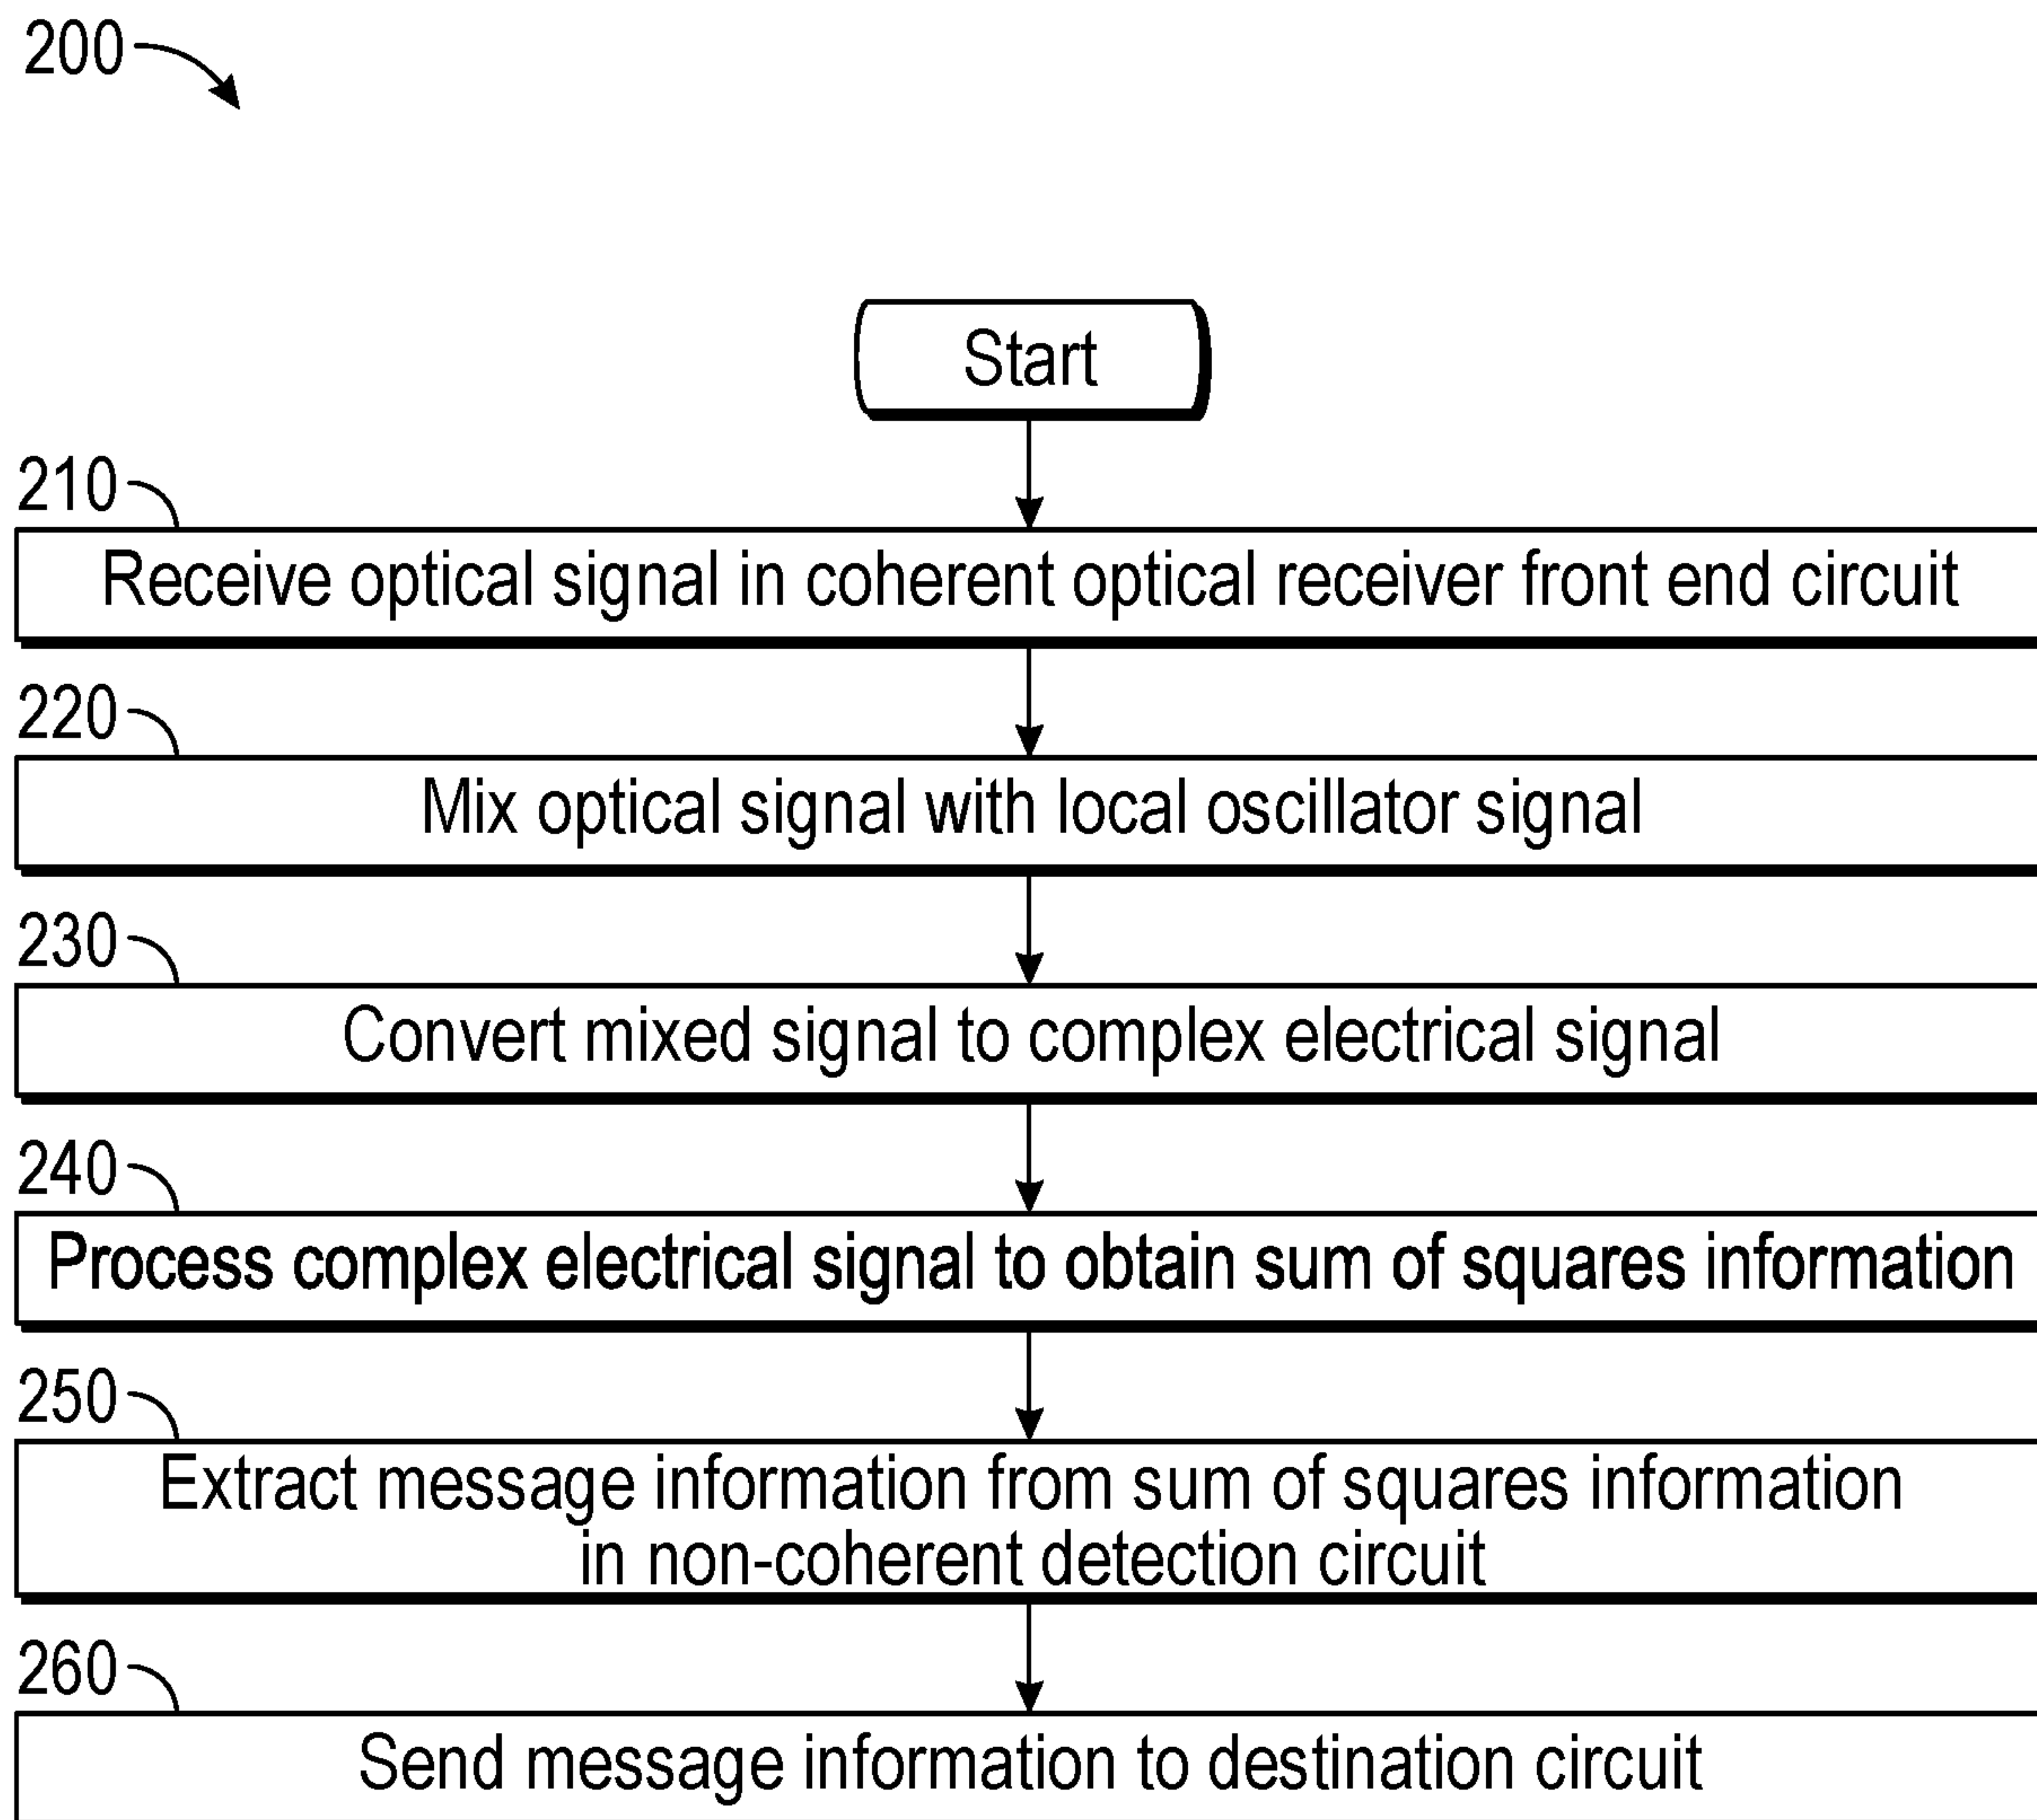 200
Start
210
Receive optical signal in coherent optical receiver front end circuit
220
Mix optical signal with local oscillator signal
230
Convert mixed signal to complex electrical signal
240
Process complex electrical signal to obtain sum of squares information
250
Extract message information from sum of squares information
in non-coherent detection circuit
260
Send message information to destination circuit